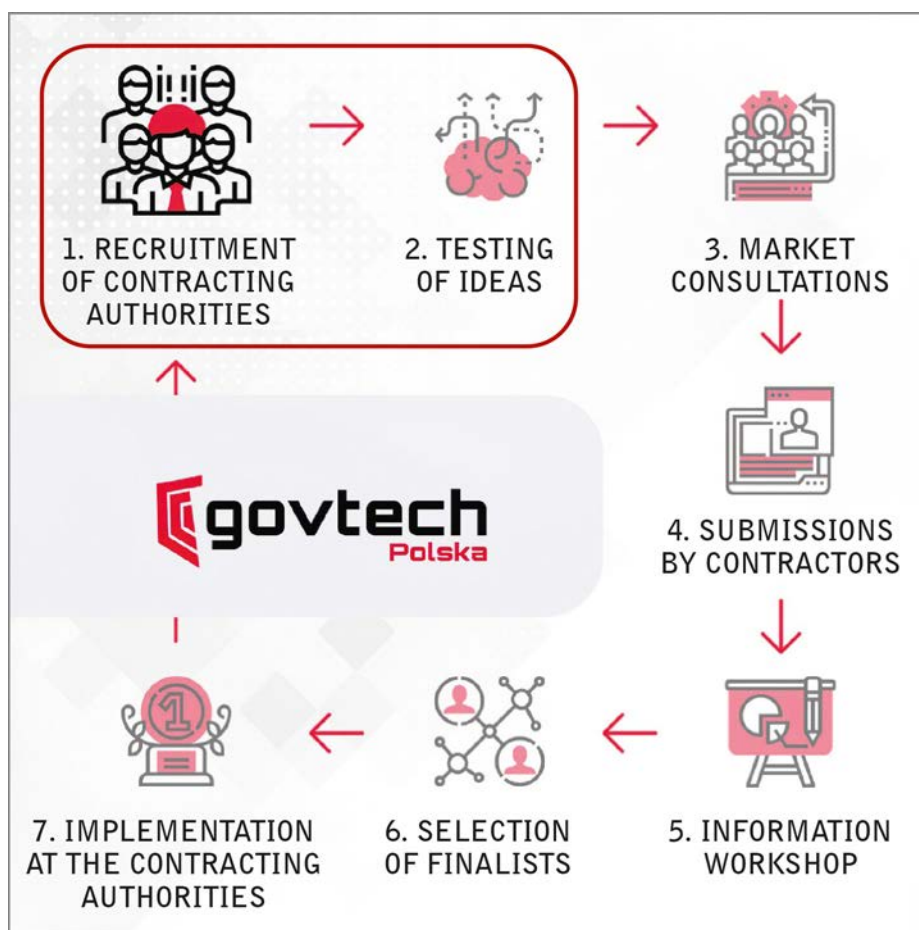 1. RECRUITMENT
OF CONTRACTING
AUTHORITIES
2. TESTING
OF IDEAS
3. MARKET
CONSULTATIONS
govtech
Polska
4. SUBMISSIONS
BY CONTRACTORS
5. INFORMATION
WORKSHOP
6. SELECTION
OF FINALISTS
7. IMPLEMENTATION
AT THE CONTRACTING
AUTHORITIES
1